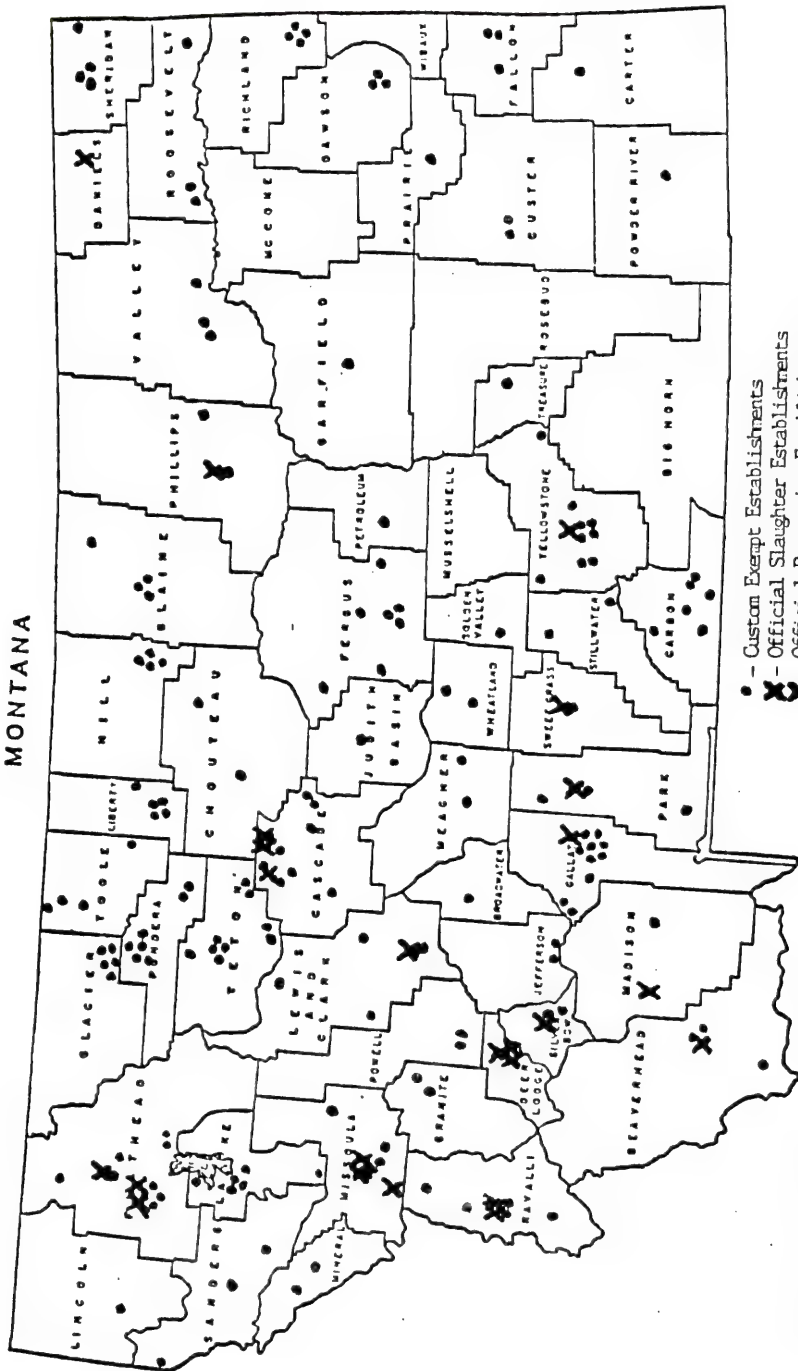 MONTANA
LINCOLN
SANDERS
MINERAL
MISSOULA
RAVALLI
GLACIER
TOOLE
LIBERTY
HILL
BLAINE
PHILLIPS
VALLEY
DANIELS
SHERIDAN
ROOSEVELT
PONDERA
TETON
CHOUTEAU
LEWIS
AND
CLARK
CASCADE
POWELL
GRANITE
DEER
LODGE
SILVER
BOW
JEFFERSON
BROADWATER
MEAGHER
JUDITH
BASIN
FERGUS
PETROLEUM
GARFIELD
MCCONE
RICHLAND
DAWSON
WIBAUX
PRAIRIE
FALLON
CUSTER
CARTER
POWDER RIVER
ROSEBUD
TREASURE
BIG HORN
YELLOWSTONE
MUSSELSHELL
GOLDEN
VALLEY
WHEATLAND
SWEET GRASS
STILLWATER
CARBON
PARK
GALLAT
MADISON
BEAVERHEAD
- Custom Exempt Establishments
- Official Slaughter Establishments
Official